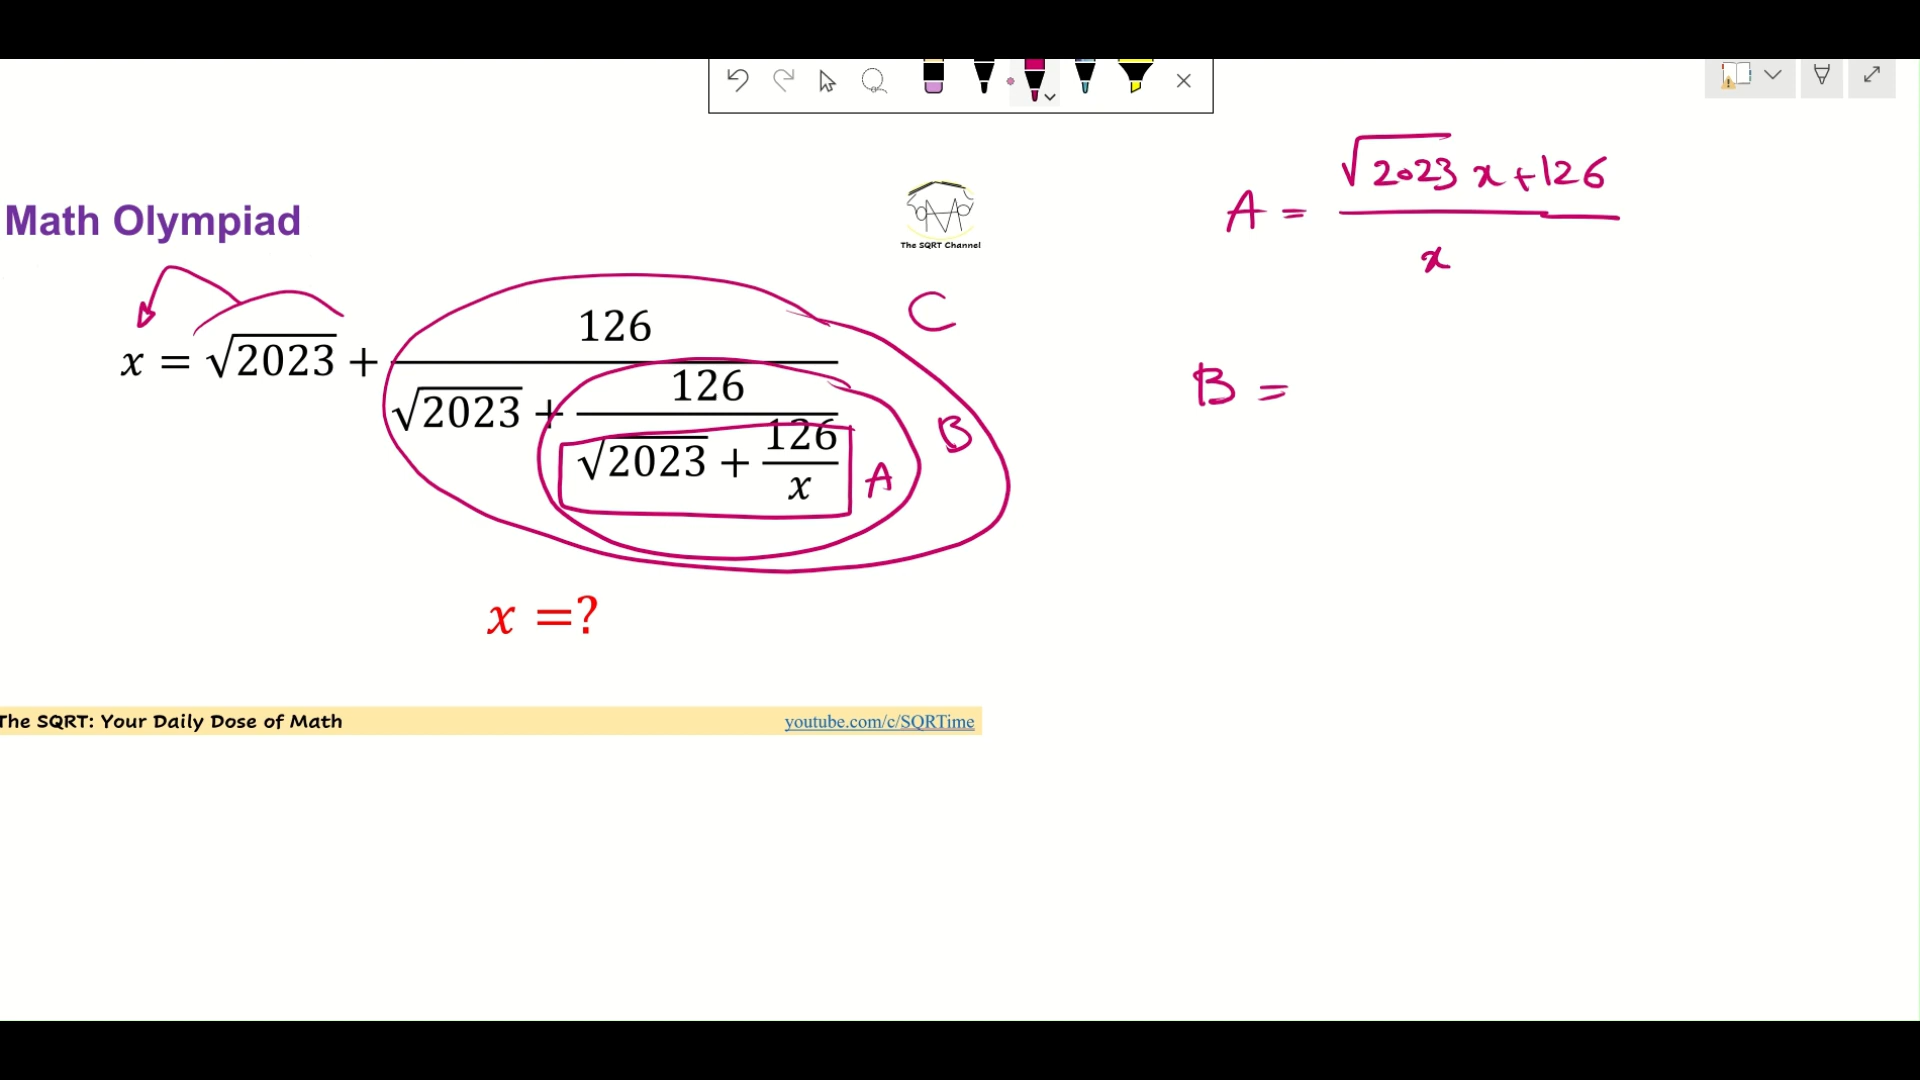 Math Olympiad
The SQRT Channel
x = √2023 + 126
√2023 + 126
√2023 + 126
x
A
B
C
x =?
A = √2023 x + 126
x
B =
The SQRT: Your Daily Dose of Math
youtube.com/c/SQRTime